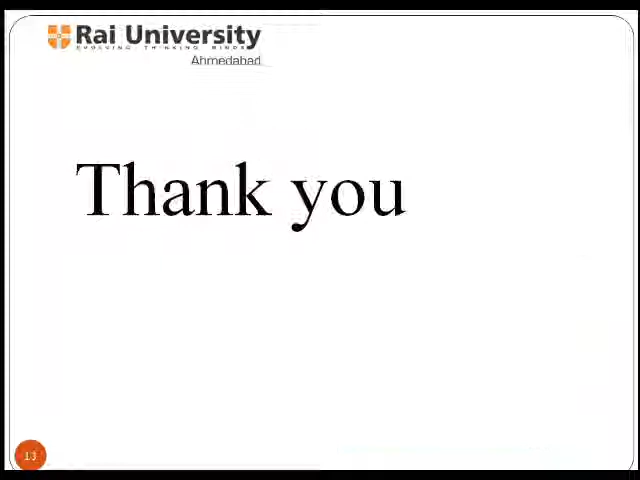 Rai University
EVOLVING THINKING MINDS
Ahmedabad
Thank you
13